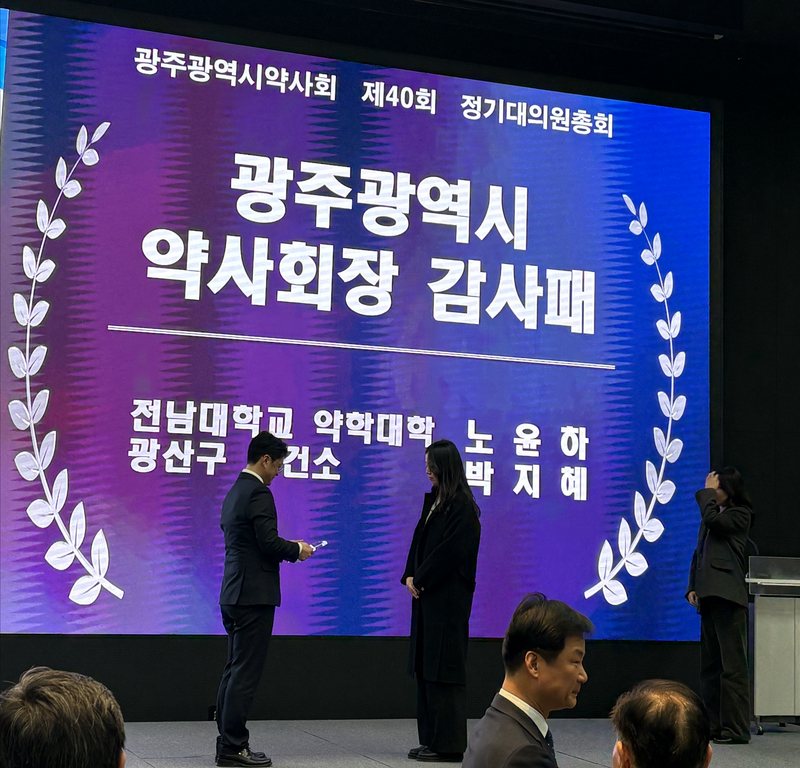 광주광역시약사회 제40회 정기대의원총회
광주광역시
약사회장 감사패
전남대학교 약학대학 노윤하
광산구 건소 박지혜